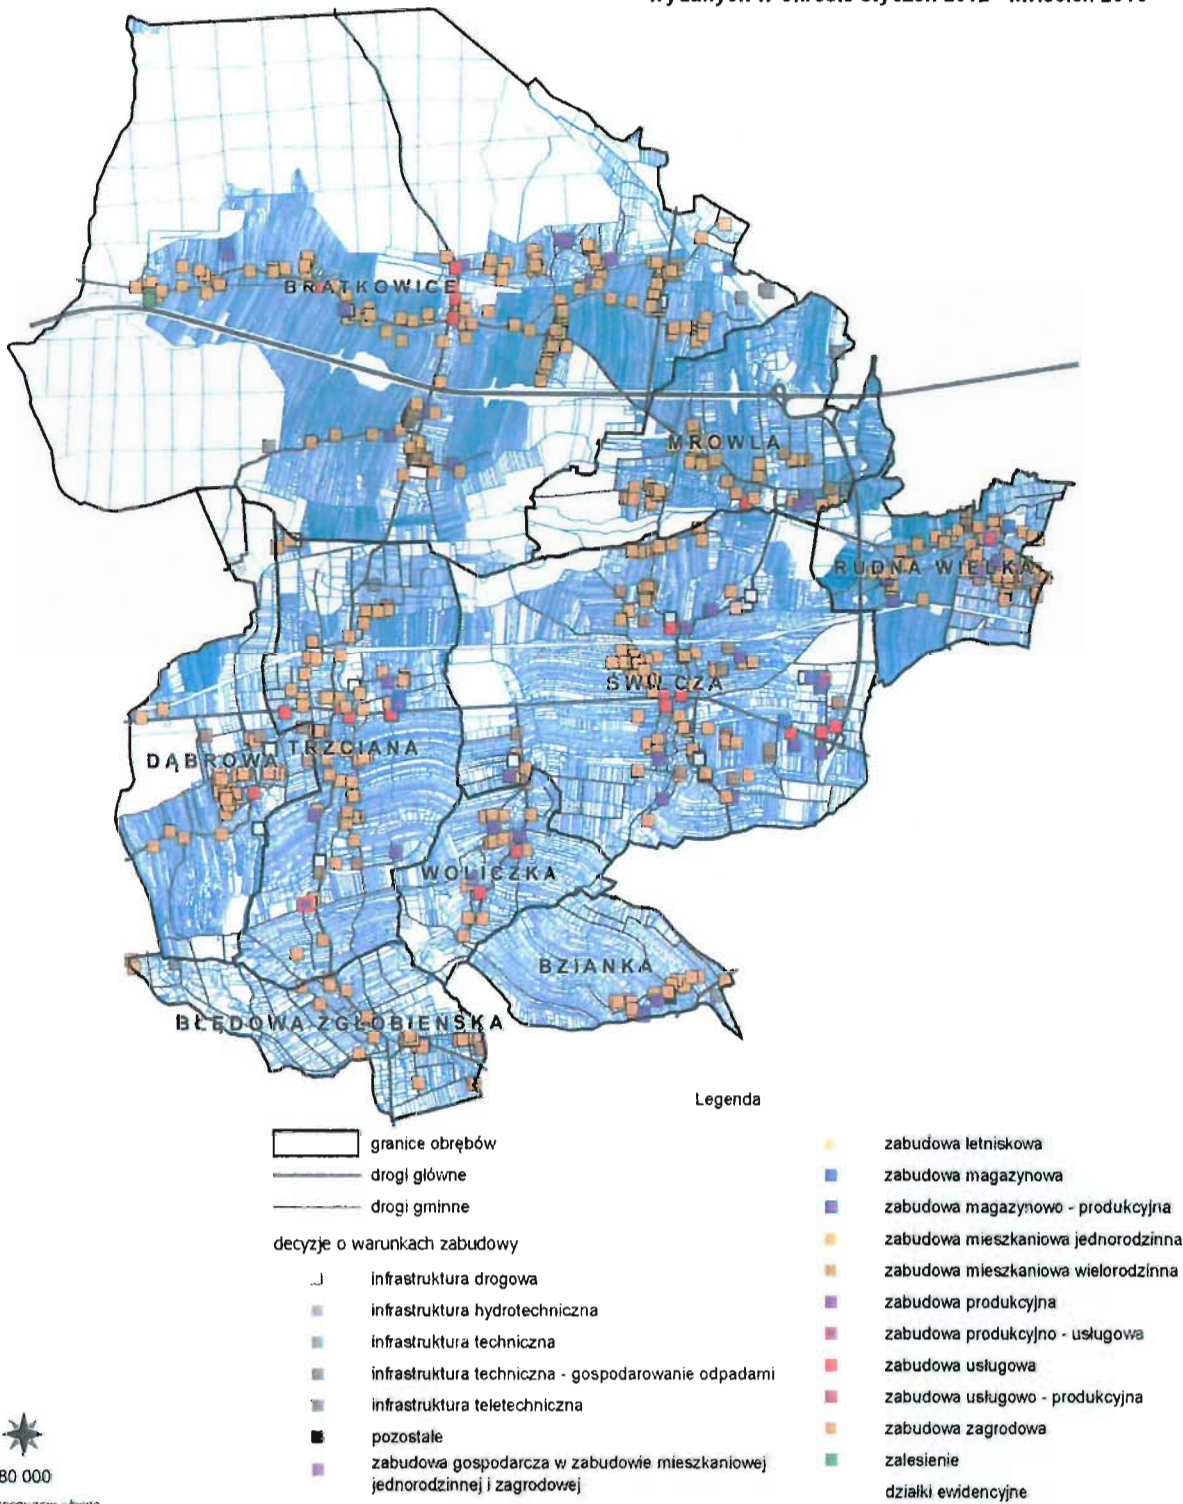 BRATKOWICE
MROWLA
RUDNA WIELKA
ŚWILCZA
DĄBROWA
TRZCIANA
WOLICZKA
BZIANKA
BŁĘDOWA ZGŁOBIEŃSKA
Legenda
granice obrębów
drogi główne
drogi gminne
decyzje o warunkach zabudowy
infrastruktura drogowa
infrastruktura hydrotechniczna
infrastruktura techniczna
infrastruktura techniczna - gospodarowanie odpadami
infrastruktura teletechniczna
pozostałe
zabudowa gospodarcza w zabudowie mieszkaniowej
jednorodzinnej i zagrodowej
zabudowa letniskowa
zabudowa magazynowa
zabudowa magazynowo - produkcyjna
zabudowa mieszkaniowa jednorodzinna
zabudowa mieszkaniowa wielorodzinna
zabudowa produkcyjna
zabudowa produkcyjno - usługowa
zabudowa usługowa
zabudowa usługowo - produkcyjna
zabudowa zagrodowa
zalesienie
działki ewidencyjne
80 000